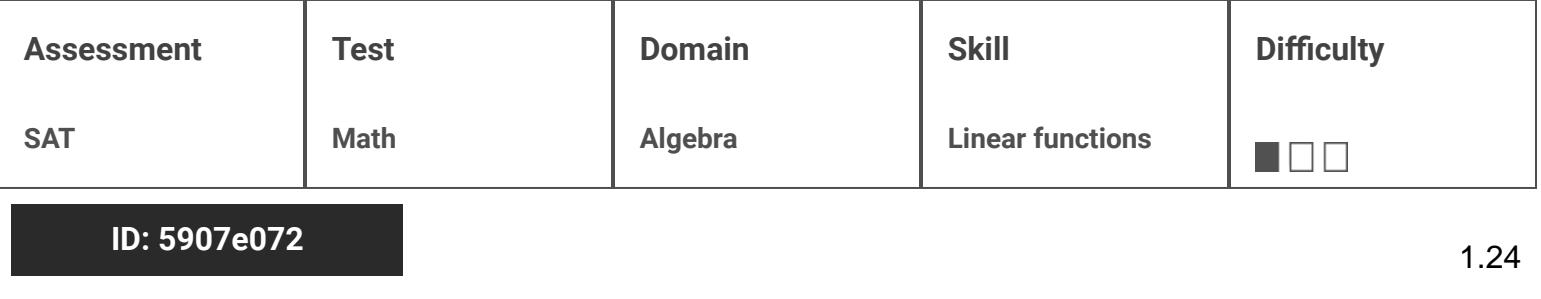 Assessment Test Domain Skill Difficulty
SAT Math Algebra Linear functions
ID: 5907e072
1.24